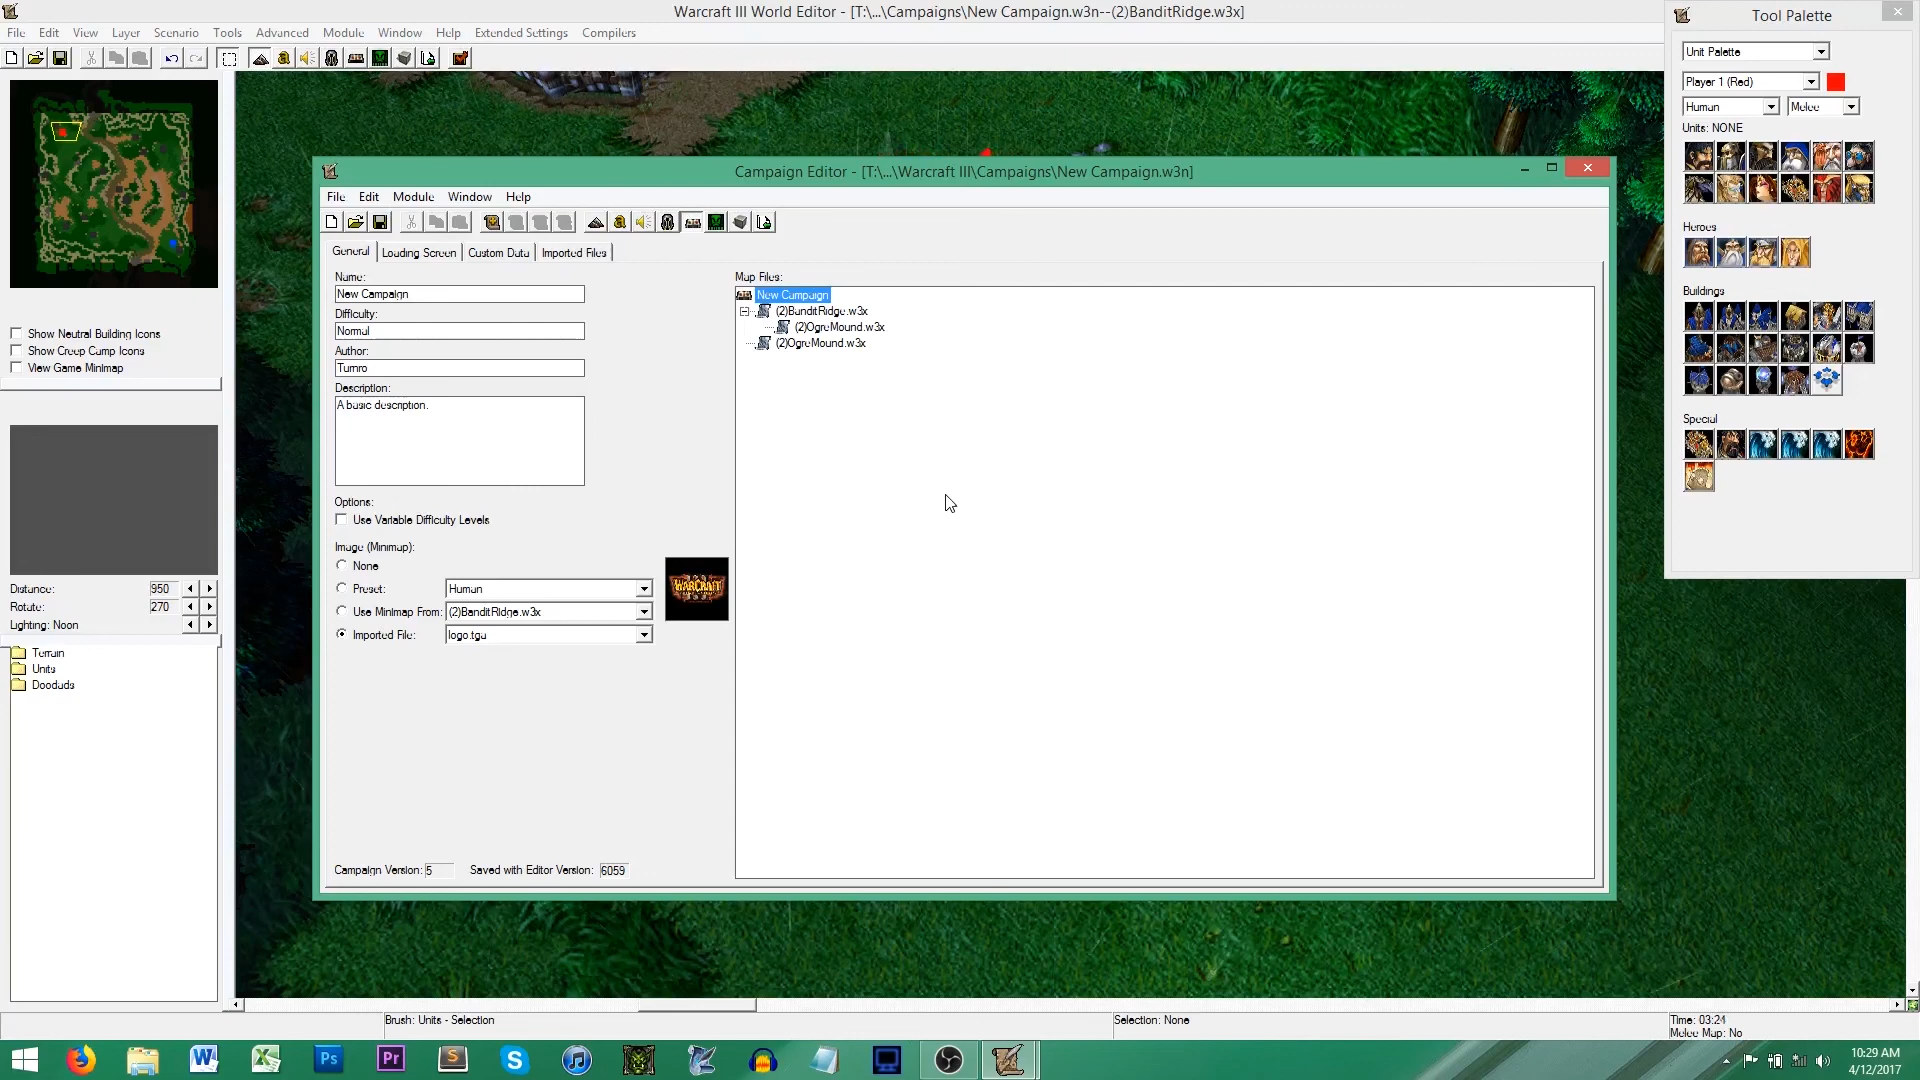 Warcraft III World Editor - [T:\...\Campaigns\New Campaign.w3n--(2)BanditRidge.w3x]
File Edit View Layer Scenario Tools Advanced Module Window Help Extended Settings Compilers
Tool Palette
Unit Palette
Player 1 (Red)
Human Melee
Units: NONE
Heroes
Buildings
Special
Show Neutral Building Icons
Show Creep Camp Icons
View Game Minimap
Distance: 950
Rotate: 270
Lighting: Noon
Terrain
Units
Doodads
Campaign Editor - [T:\...\Warcraft III\Campaigns\New Campaign.w3n]
File Edit Module Window Help
General Loading Screen Custom Data Imported Files
Name:
New Campaign
Difficulty:
Normal
Author:
Turnro
Description:
A basic description.
Options:
Use Variable Difficulty Levels
Image (Minimap):
None
Preset: Human
Use Minimap From: (2)BanditRidge.w3x
Imported File: logo.tga
WARCRAFT
Campaign Version: 5 Saved with Editor Version: 6059
Map Files:
New Campaign
(2)BanditRidge.w3x
(2)OgreMound.w3x
(2)OgreMound.w3x
Brush: Units - Selection
Selection: None
Time: 03:24
Melee Map: No
Ps
Pr
10:29 AM
4/12/2017